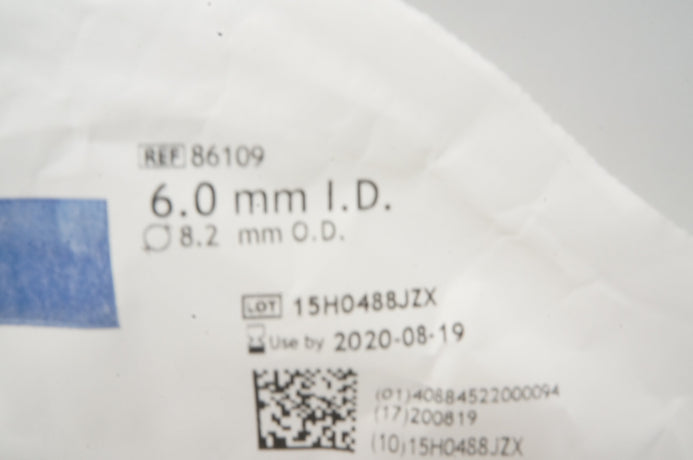 REF 86109
6.0 mm I.D.
8.2 mm O.D.
LOT 15H0488JZX
Use by 2020-08-19
(01)40884522000094
(17)200819
(10)15H0488JZX